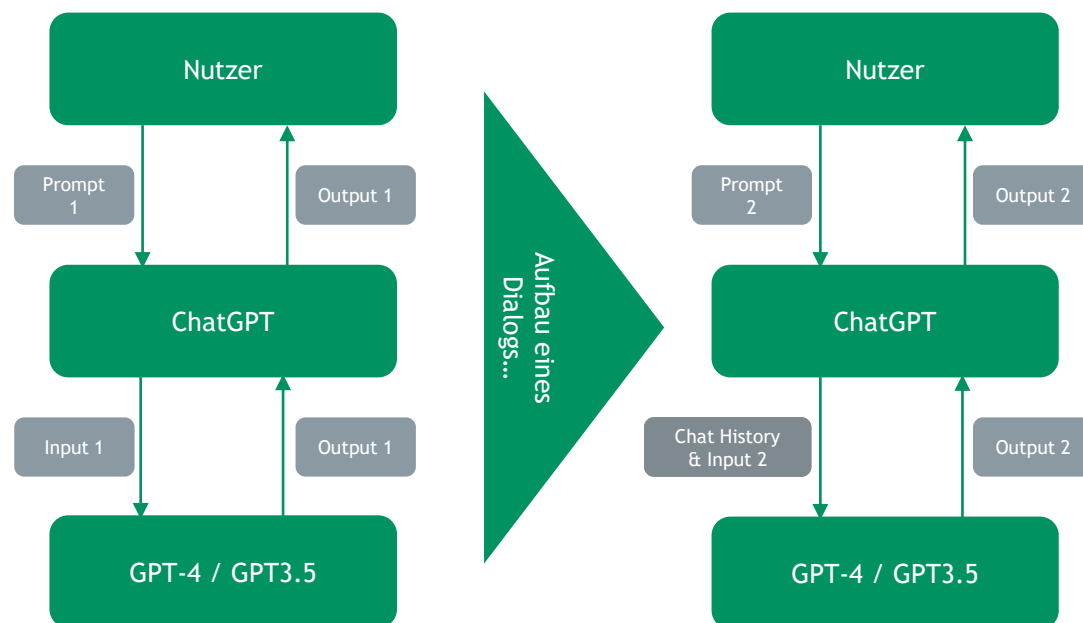 Nutzer
Prompt
1
Output 1
ChatGPT
Input 1
Output 1
GPT-4 / GPT3.5
Aufbau eines
Dialogs...
Nutzer
Prompt
2
Output 2
ChatGPT
Chat History
& Input 2
Output 2
GPT-4 / GPT3.5